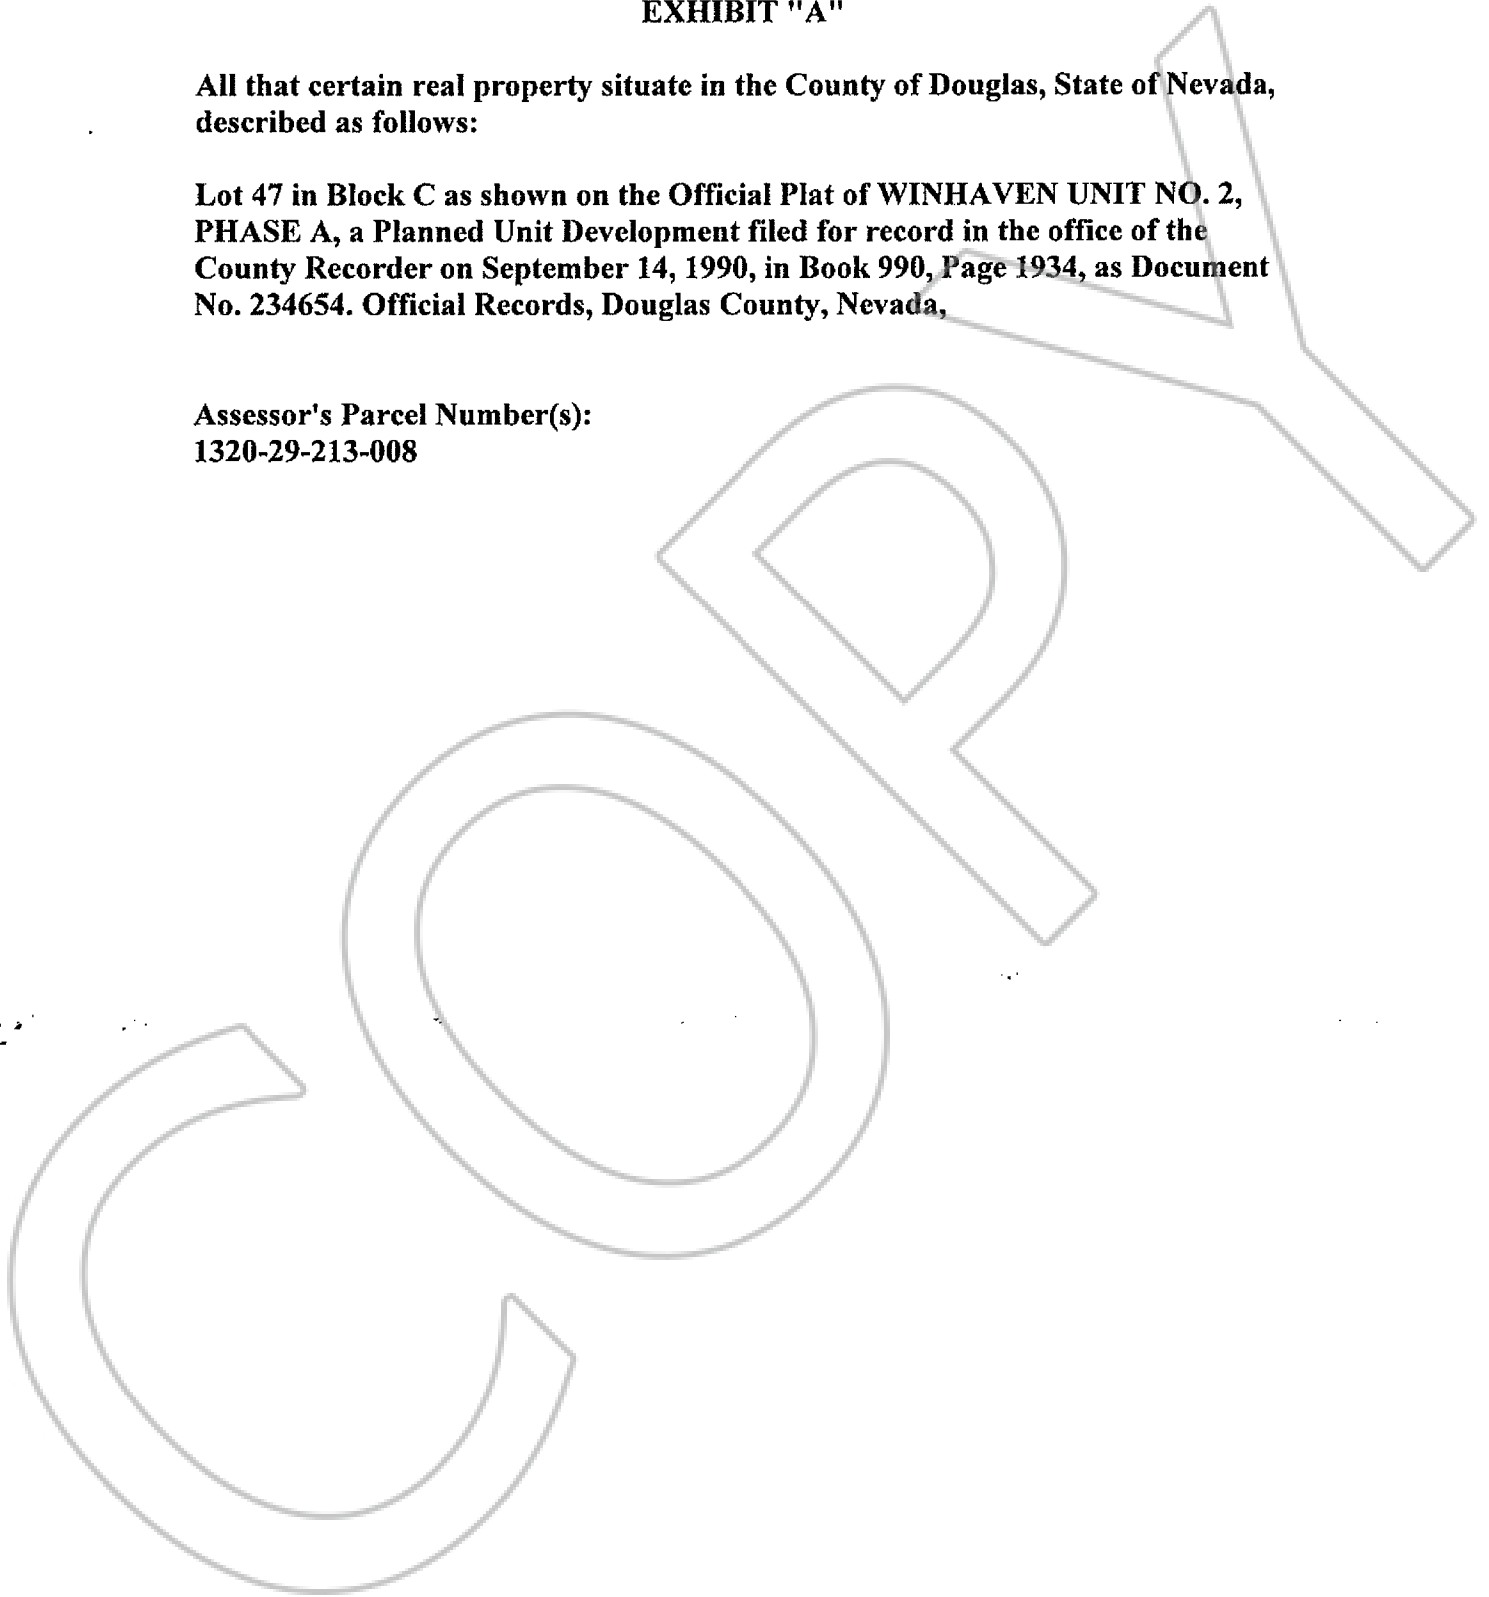 EXHIBIT "A"
All that certain real property situate in the County of Douglas, State of Nevada,
described as follows:
Lot 47 in Block C as shown on the Official Plat of WINHAVEN UNIT NO. 2,
PHASE A, a Planned Unit Development filed for record in the office of the
County Recorder on September 14, 1990, in Book 990, Page 1934, as Document
No. 234654. Official Records, Douglas County, Nevada,
Assessor's Parcel Number(s):
1320-29-213-008
COPY